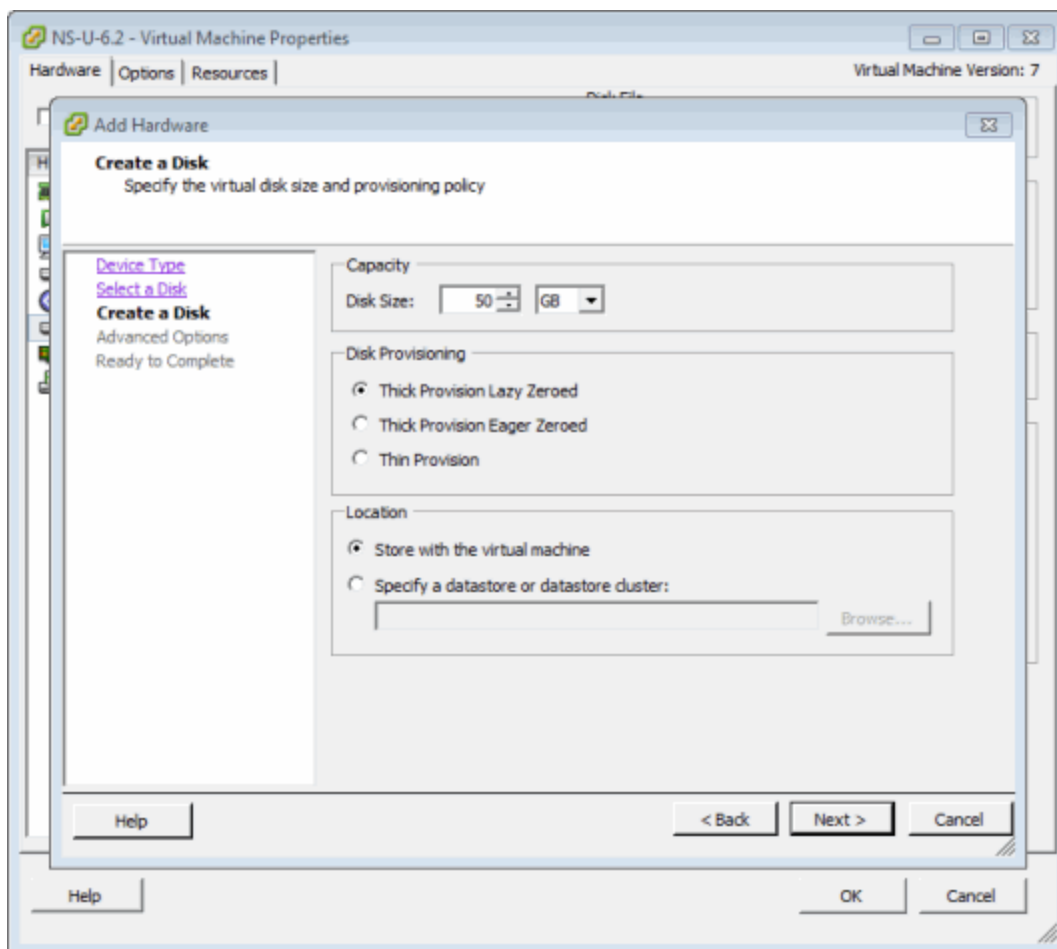 NS-U-6.2 - Virtual Machine Properties
Hardware Options Resources Virtual Machine Version: 7
Disk File
Add Hardware
H
Create a Disk
Specify the virtual disk size and provisioning policy
Device Type
Select a Disk
Create a Disk
Advanced Options
Ready to Complete
Capacity
Disk Size: 50 GB
Disk Provisioning
Thick Provision Lazy Zeroed
Thick Provision Eager Zeroed
Thin Provision
Location
Store with the virtual machine
Specify a datastore or datastore cluster:
Browse...
Help < Back Next > Cancel
Help OK Cancel